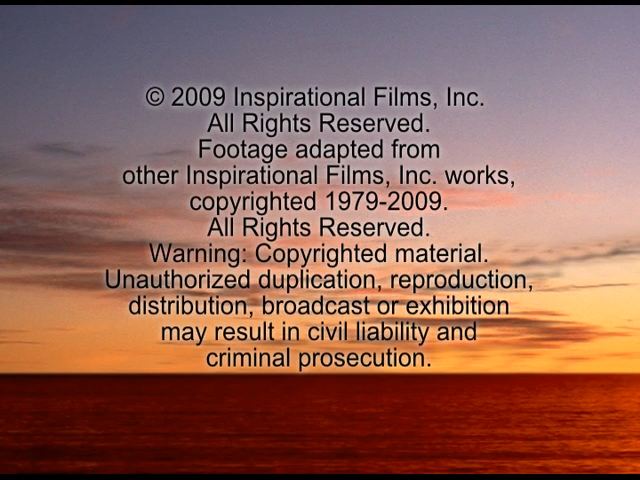 © 2009 Inspirational Films, Inc.
All Rights Reserved.
Footage adapted from
other Inspirational Films, Inc. works,
copyrighted 1979-2009.
All Rights Reserved.
Warning: Copyrighted material.
Unauthorized duplication, reproduction,
distribution, broadcast or exhibition
may result in civil liability and
criminal prosecution.